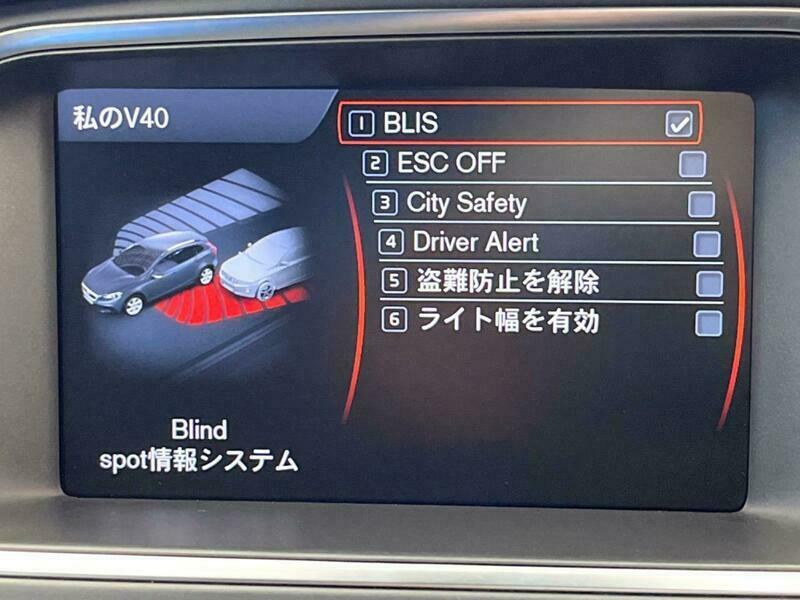 私のV40
1 BLIS
2 ESC OFF
3 City Safety
4 Driver Alert
5 盗難防止を解除
6 ライト幅を有効
Blind
spot情報システム